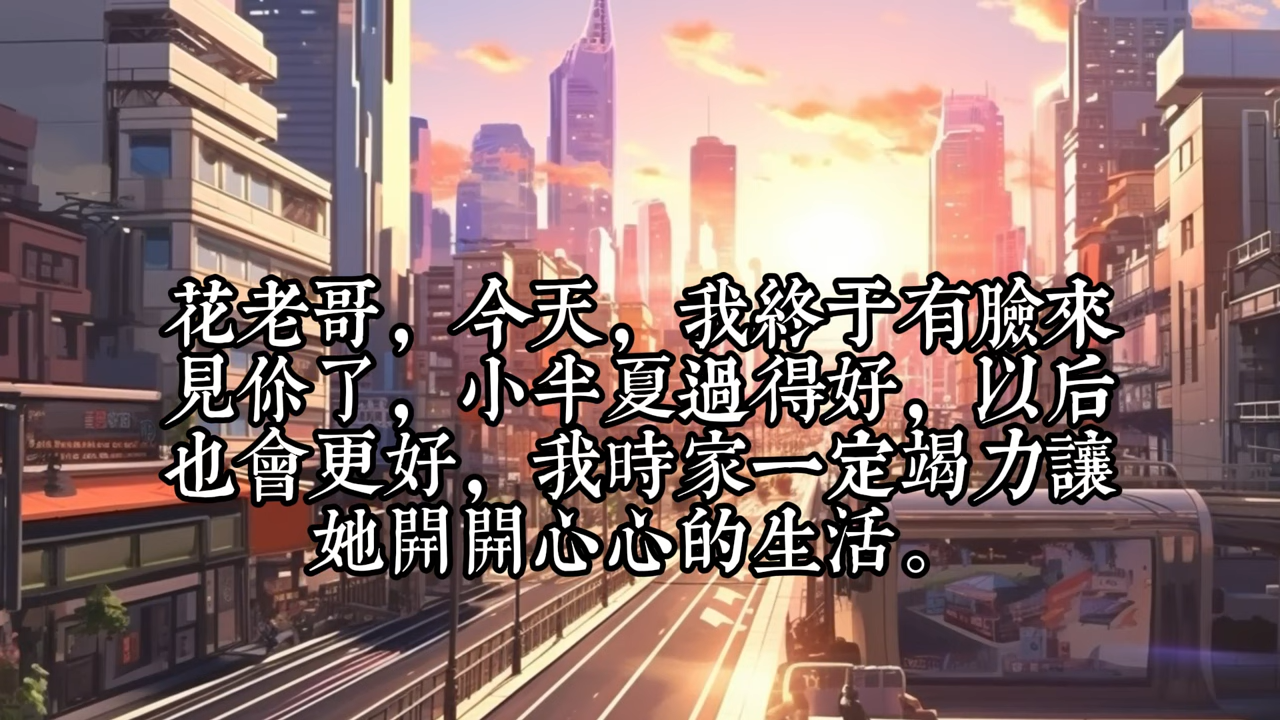 花老哥，今天，我終于有臉來
見你了，小半夏過得好，以后
也會更好，我時家一定竭力讓
她開開心心的生活。